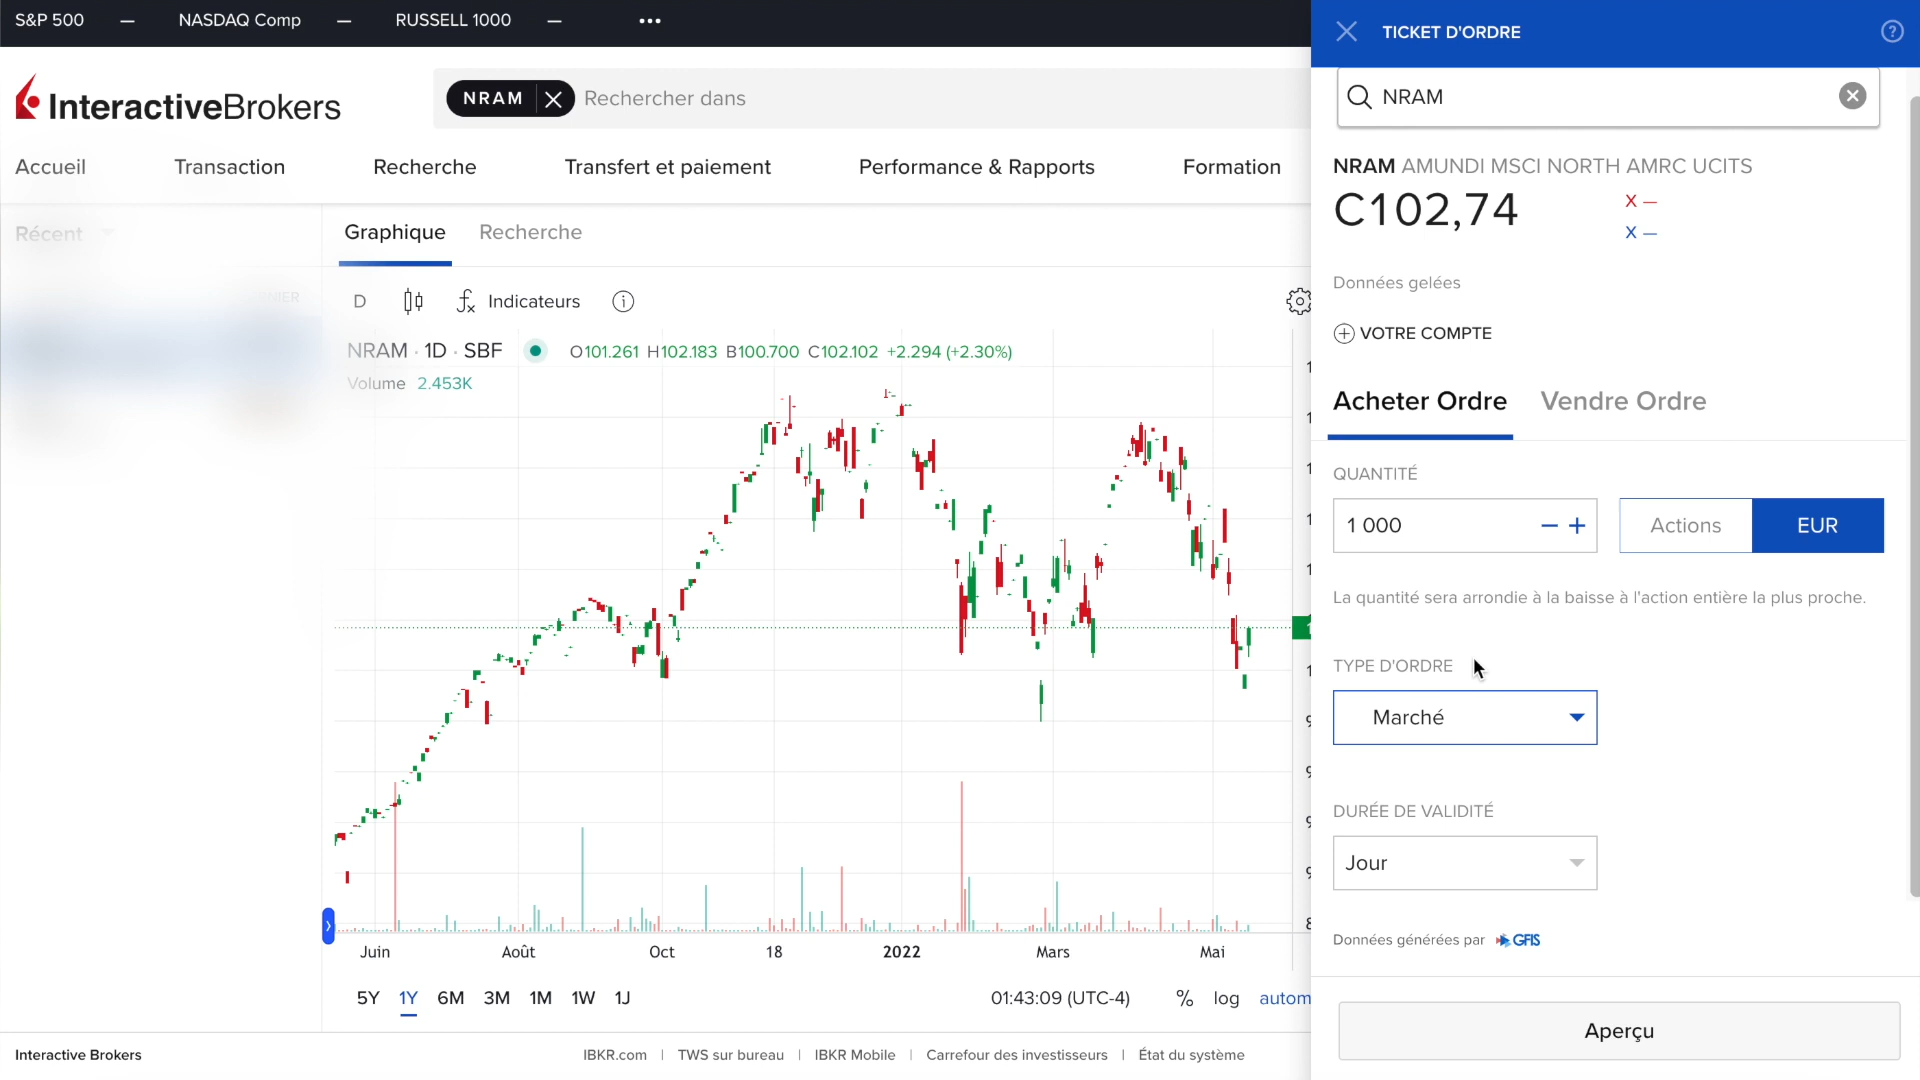 S&P 500 — NASDAQ Comp — RUSSELL 1000 — •••
TICKET D'ORDRE
InteractiveBrokers
NRAM Rechercher dans
NRAM
Accueil Transaction Recherche Transfert et paiement Performance & Rapports Formation
NRAM AMUNDI MSCI NORTH AMRC UCITS
C102,74
X —
X —
Récent
Graphique Recherche
Données gelées
D Indicateurs
VOTRE COMPTE
NRAM · 1D · SBF O101.261 H102.183 B100.700 C102.102 +2.294 (+2.30%)
Volume 2.453K
Acheter Ordre Vendre Ordre
QUANTITÉ
1 000 − + Actions EUR
La quantité sera arrondie à la baisse à l'action entière la plus proche.
TYPE D'ORDRE
Marché
DURÉE DE VALIDITÉ
Jour
Données générées par GFIS
Juin Août Oct 18 2022 Mars Mai
5Y 1Y 6M 3M 1M 1W 1J 01:43:09 (UTC-4) % log autom
Aperçu
Interactive Brokers IBKR.com | TWS sur bureau | IBKR Mobile | Carrefour des investisseurs | État du système